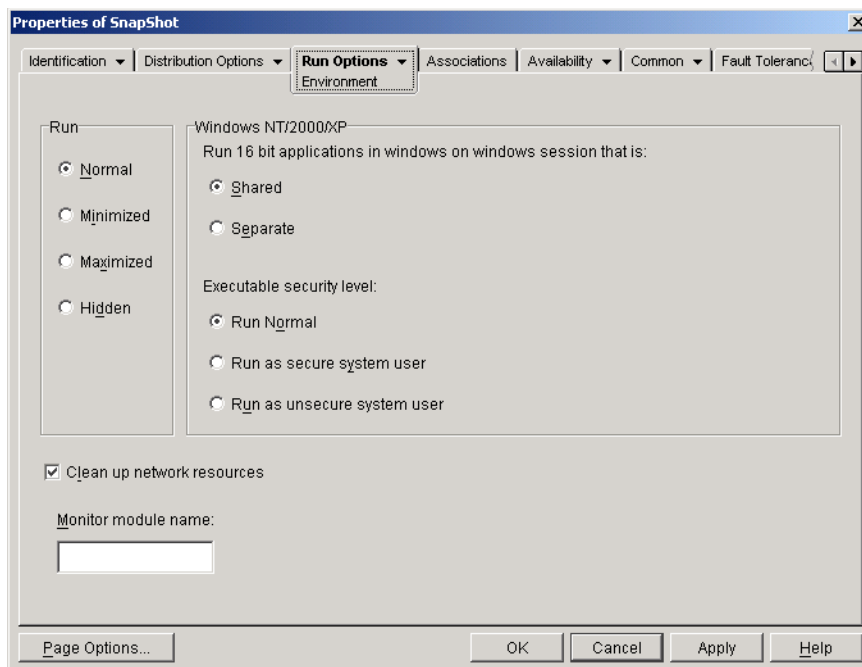 Properties of SnapShot
Identification
Distribution Options
Run Options
Environment
Associations
Availability
Common
Fault Toleranc
Run
Normal
Minimized
Maximized
Hidden
Windows NT/2000/XP
Run 16 bit applications in windows on windows session that is:
Shared
Separate
Executable security level:
Run Normal
Run as secure system user
Run as unsecure system user
Clean up network resources
Monitor module name:
Page Options...
OK
Cancel
Apply
Help